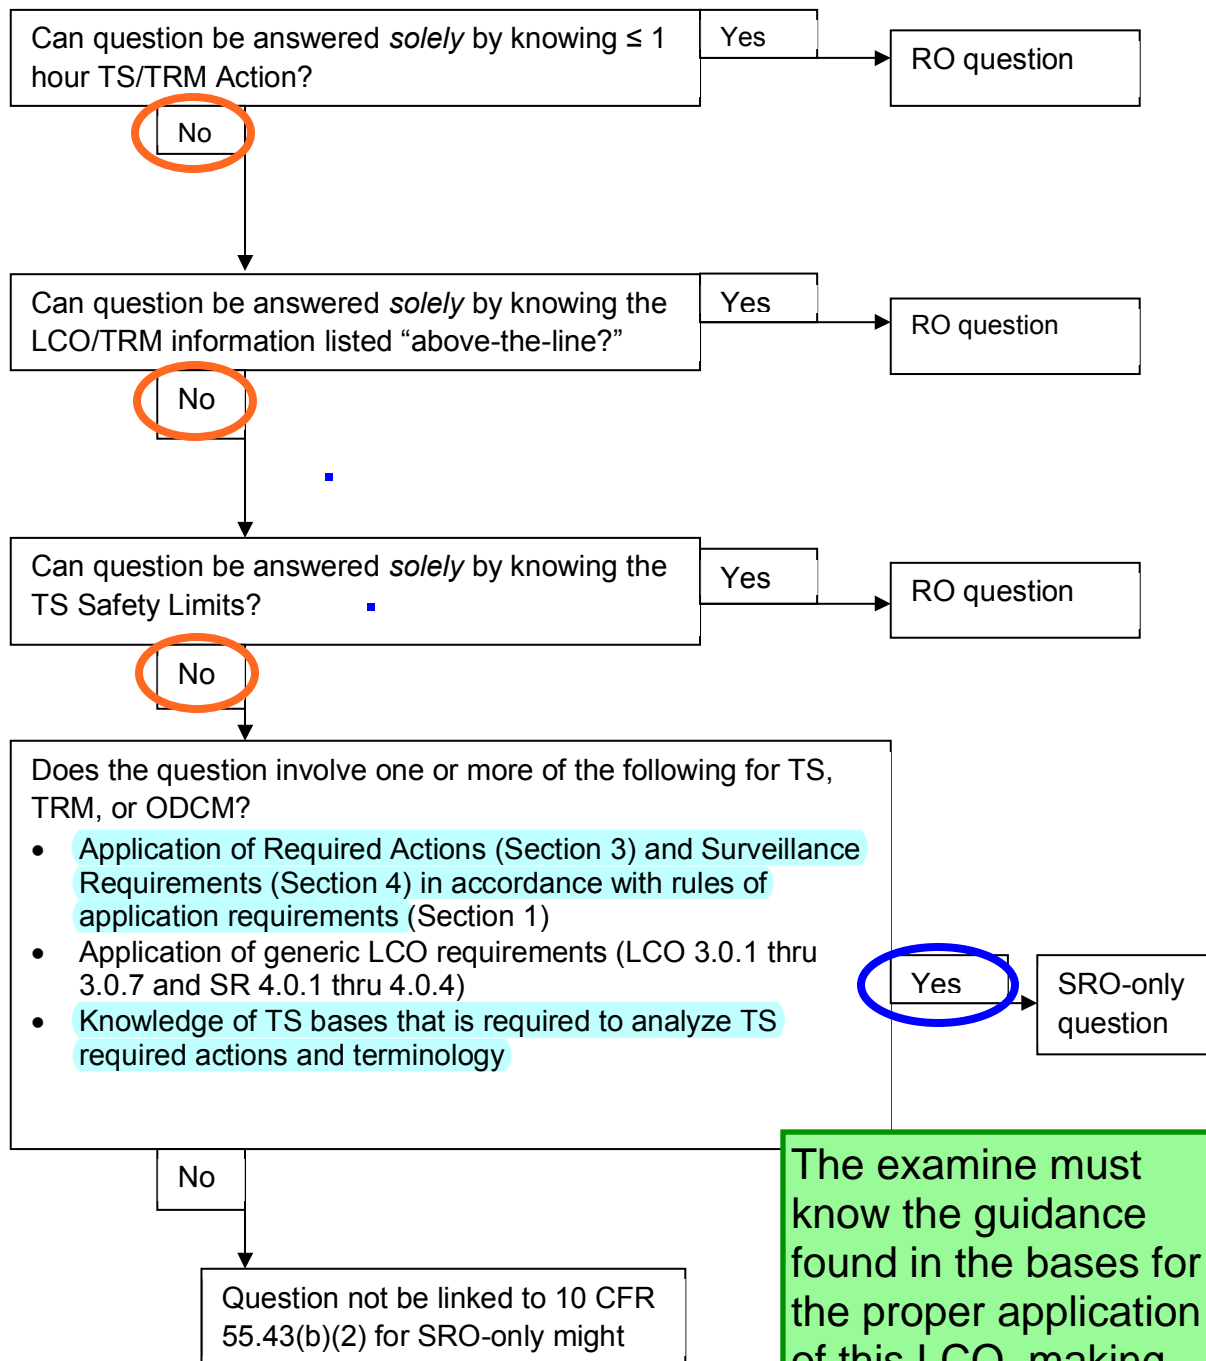 Can question be answered solely by knowing ≤ 1
hour TS/TRM Action?
Yes
RO question
No
Can question be answered solely by knowing the
LCO/TRM information listed “above-the-line?”
Yes
RO question
No
Can question be answered solely by knowing the
TS Safety Limits?
Yes
RO question
No
Does the question involve one or more of the following for TS,
TRM, or ODCM?
• Application of Required Actions (Section 3) and Surveillance
Requirements (Section 4) in accordance with rules of
application requirements (Section 1)
• Application of generic LCO requirements (LCO 3.0.1 thru
3.0.7 and SR 4.0.1 thru 4.0.4)
• Knowledge of TS bases that is required to analyze TS
required actions and terminology
Yes
SRO-only
question
No
Question not be linked to 10 CFR
55.43(b)(2) for SRO-only might
The examine must
know the guidance
found in the bases for
the proper application
of this LCO, making